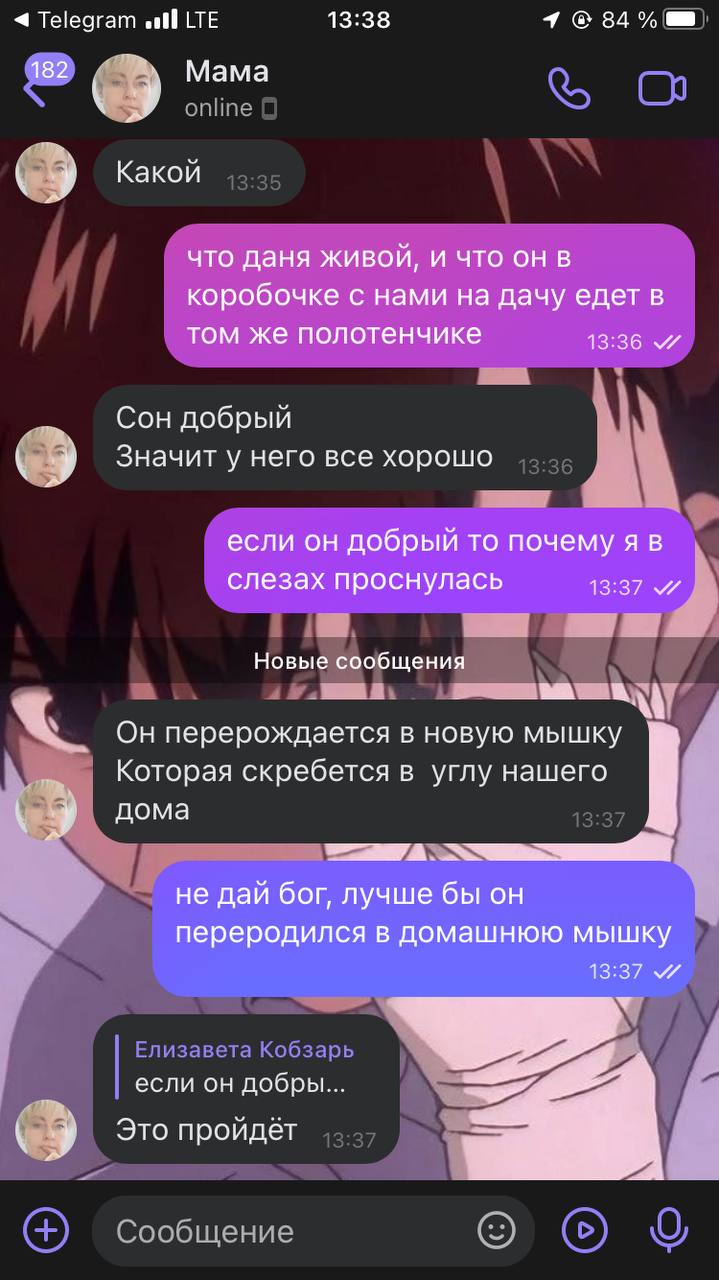 Telegram LTE 13:38 84 %
182
Мама
online
Какой 13:35
что даня живой, и что он в
коробочке с нами на дачу едет в
том же полотенчике 13:36
Сон добрый
Значит у него все хорошо 13:36
если он добрый то почему я в
слезах проснулась 13:37
Новые сообщения
Он перерождается в новую мышку
Которая скребется в углу нашего
дома 13:37
не дай бог, лучше бы он
переродился в домашнюю мышку
13:37
Елизавета Кобзарь
если он добры...
Это пройдёт 13:37
Сообщение